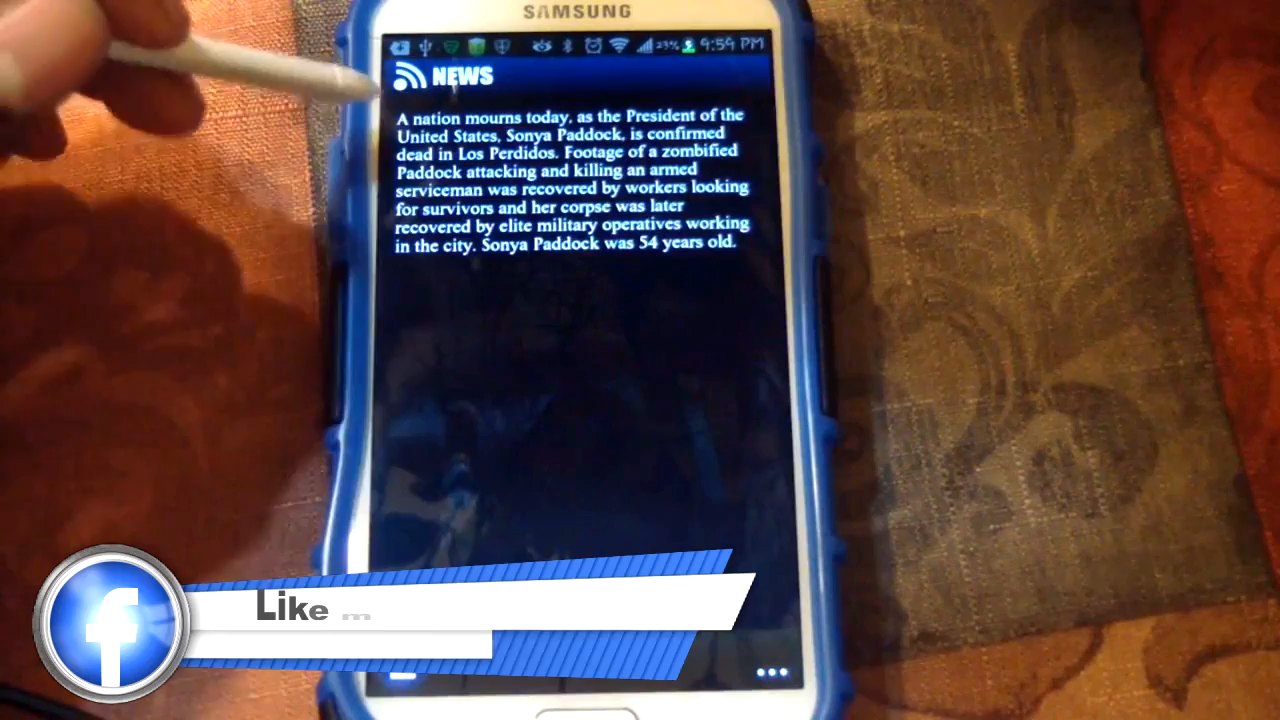 SAMSUNG
23% 9:59 PM
NEWS
A nation mourns today, as the President of the
United States, Sonya Paddock, is confirmed
dead in Los Perdidos. Footage of a zombified
Paddock attacking and killing an armed
serviceman was recovered by workers looking
for survivors and her corpse was later
recovered by elite military operatives working
in the city. Sonya Paddock was 54 years old.
f
Like m